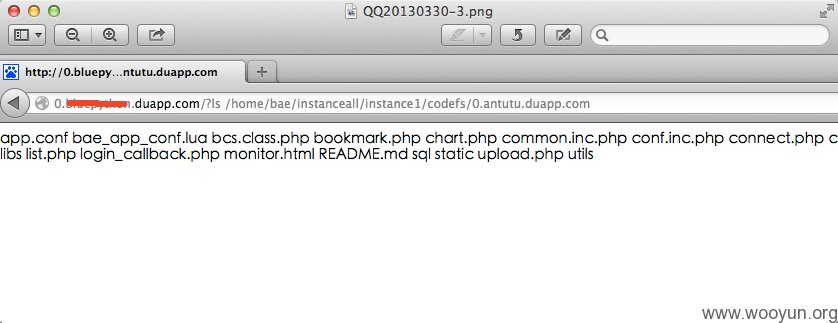 QQ20130330-3.png
http://0.bluepy...ntutu.duapp.com
.duapp.com/?ls /home/bae/instanceall/instance1/codefs/0.antutu.duapp.com
app.conf bae_app_conf.lua bcs.class.php bookmark.php chart.php common.inc.php conf.inc.php connect.php c
libs list.php login_callback.php monitor.html README.md sql static upload.php utils
www.wooyun.org